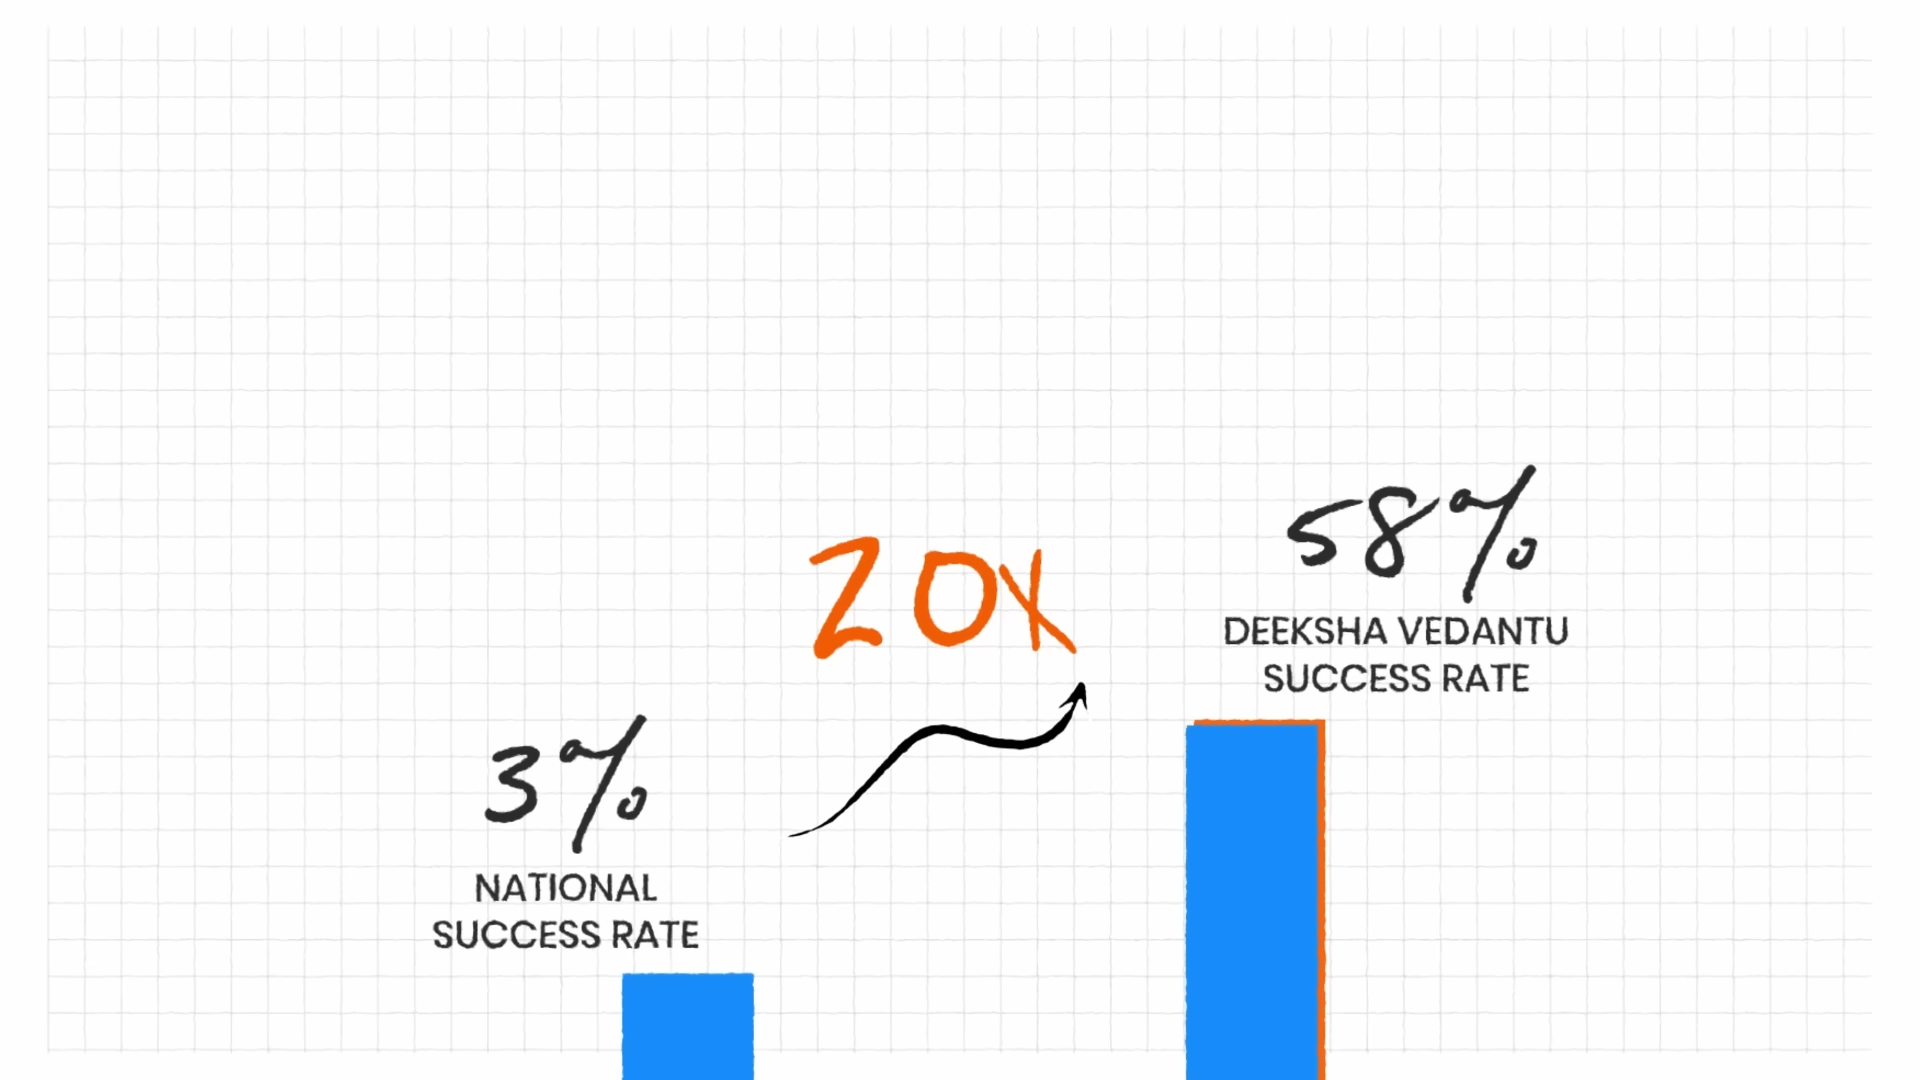 3%
NATIONAL
SUCCESS RATE
20x
58%
DEEKSHA VEDANTU
SUCCESS RATE